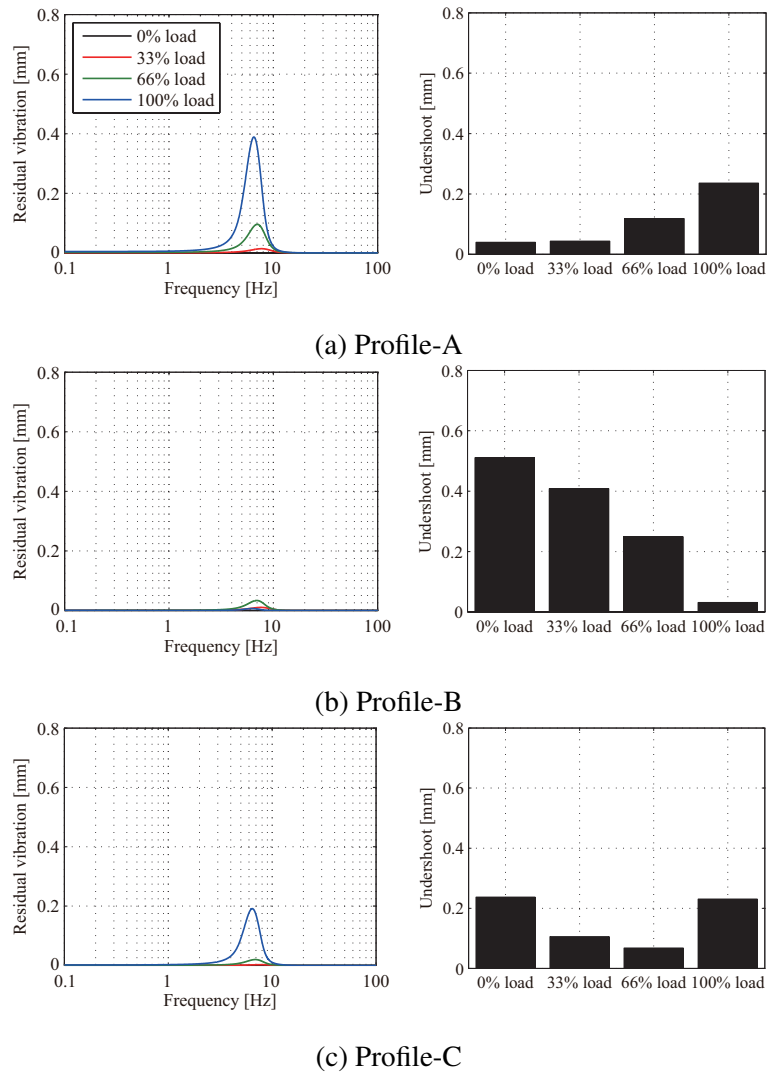 0.8
0.6
0.4
0.2
0
0.1
1
10
100
Residual vibration [mm]
Frequency [Hz]
0% load
33% load
66% load
100% load
0.8
0.6
0.4
0.2
0
Undershoot [mm]
0% load 33% load 66% load 100% load
(a) Profile-A
0.8
0.6
0.4
0.2
0
0.1
1
10
100
Residual vibration [mm]
Frequency [Hz]
0.8
0.6
0.4
0.2
0
Undershoot [mm]
0% load 33% load 66% load 100% load
(b) Profile-B
0.8
0.6
0.4
0.2
0
0.1
1
10
100
Residual vibration [mm]
Frequency [Hz]
0.8
0.6
0.4
0.2
0
Undershoot [mm]
0% load 33% load 66% load 100% load
(c) Profile-C